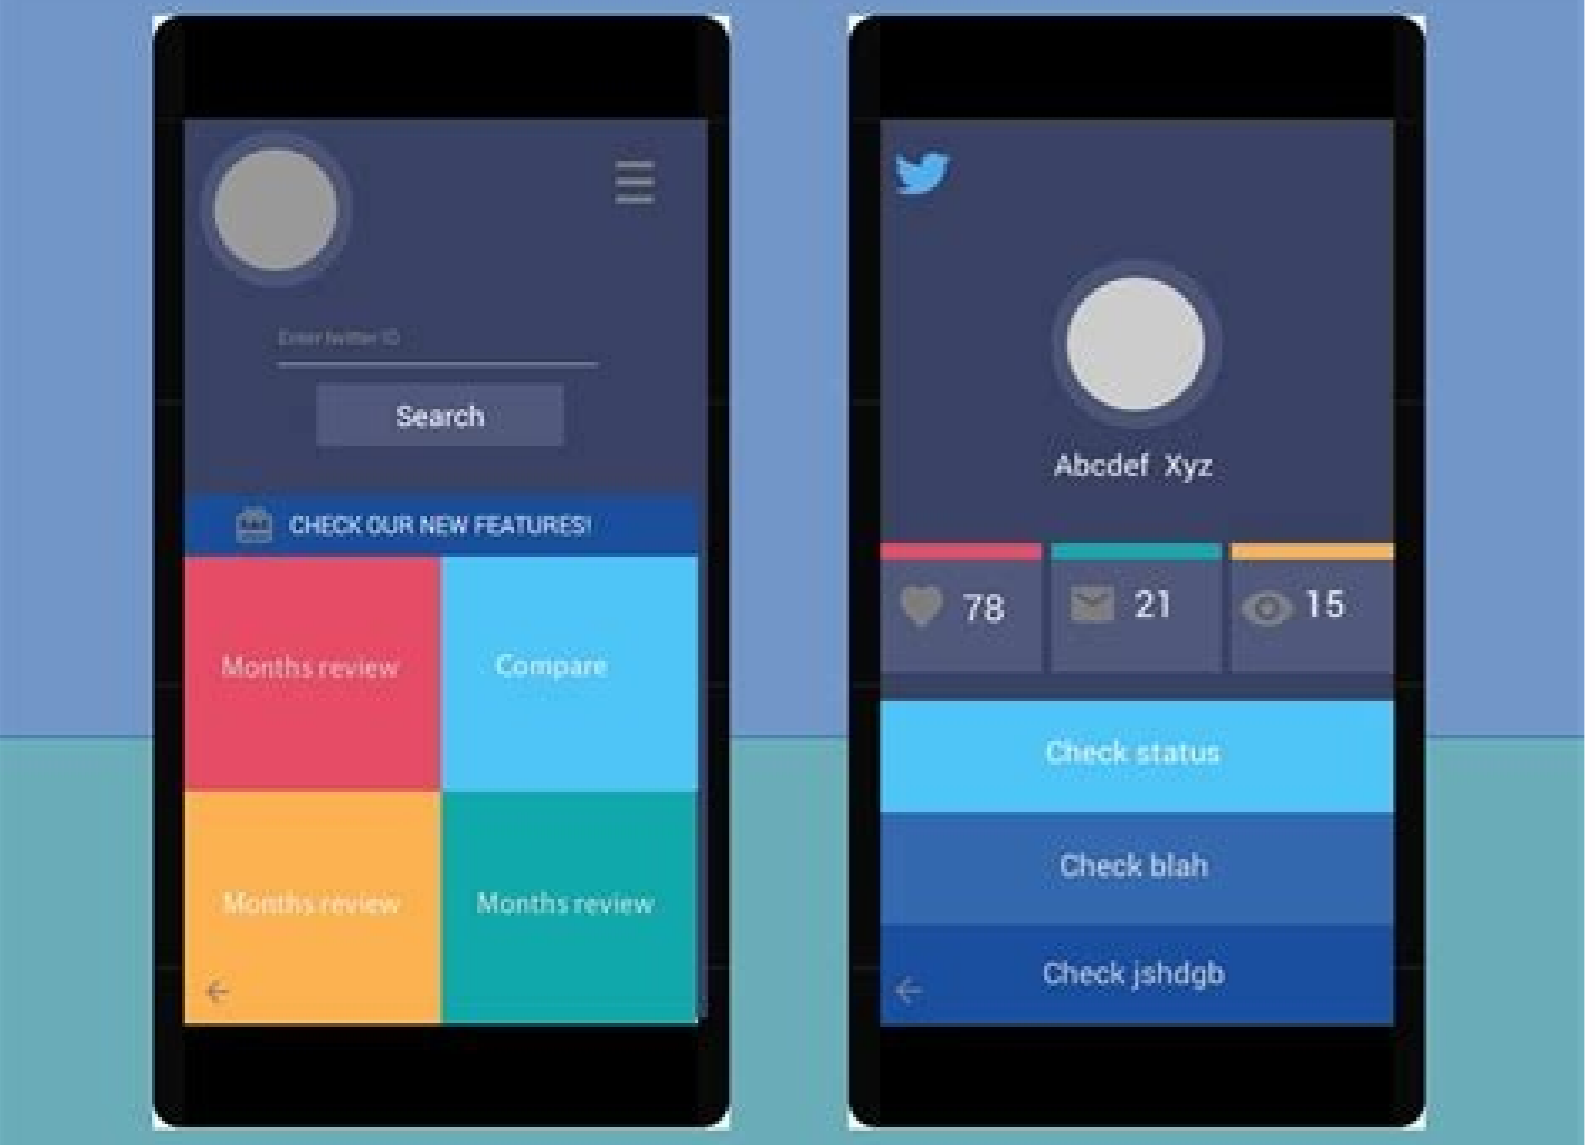 Enter twitter ID
Search
CHECK OUR NEW FEATURES!
Months review
Compare
Months review
Months review
Abcdef Xyz
78
21
15
Check status
Check blah
Check jshdgb